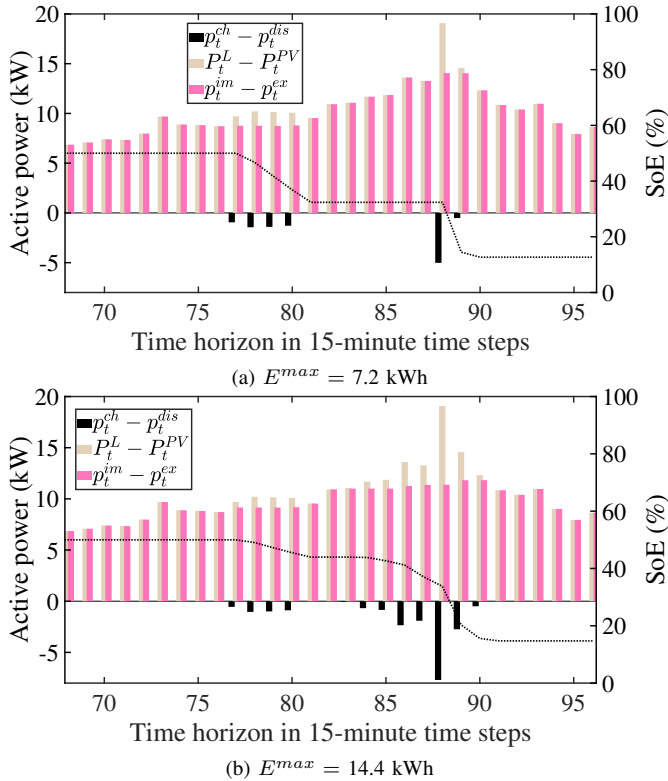 20
15
10
5
0
-5
Active power (kW)
p_t^{ch} − p_t^{dis}
P_t^L − P_t^{PV}
p_t^{im} − p_t^{ex}
100
80
60
40
20
0
SoE (%)
70 75 80 85 90 95
Time horizon in 15-minute time steps
(a) E^{max} = 7.2 kWh
20
15
10
5
0
-5
Active power (kW)
p_t^{ch} − p_t^{dis}
P_t^L − P_t^{PV}
p_t^{im} − p_t^{ex}
100
80
60
40
20
0
SoE (%)
70 75 80 85 90 95
Time horizon in 15-minute time steps
(b) E^{max} = 14.4 kWh